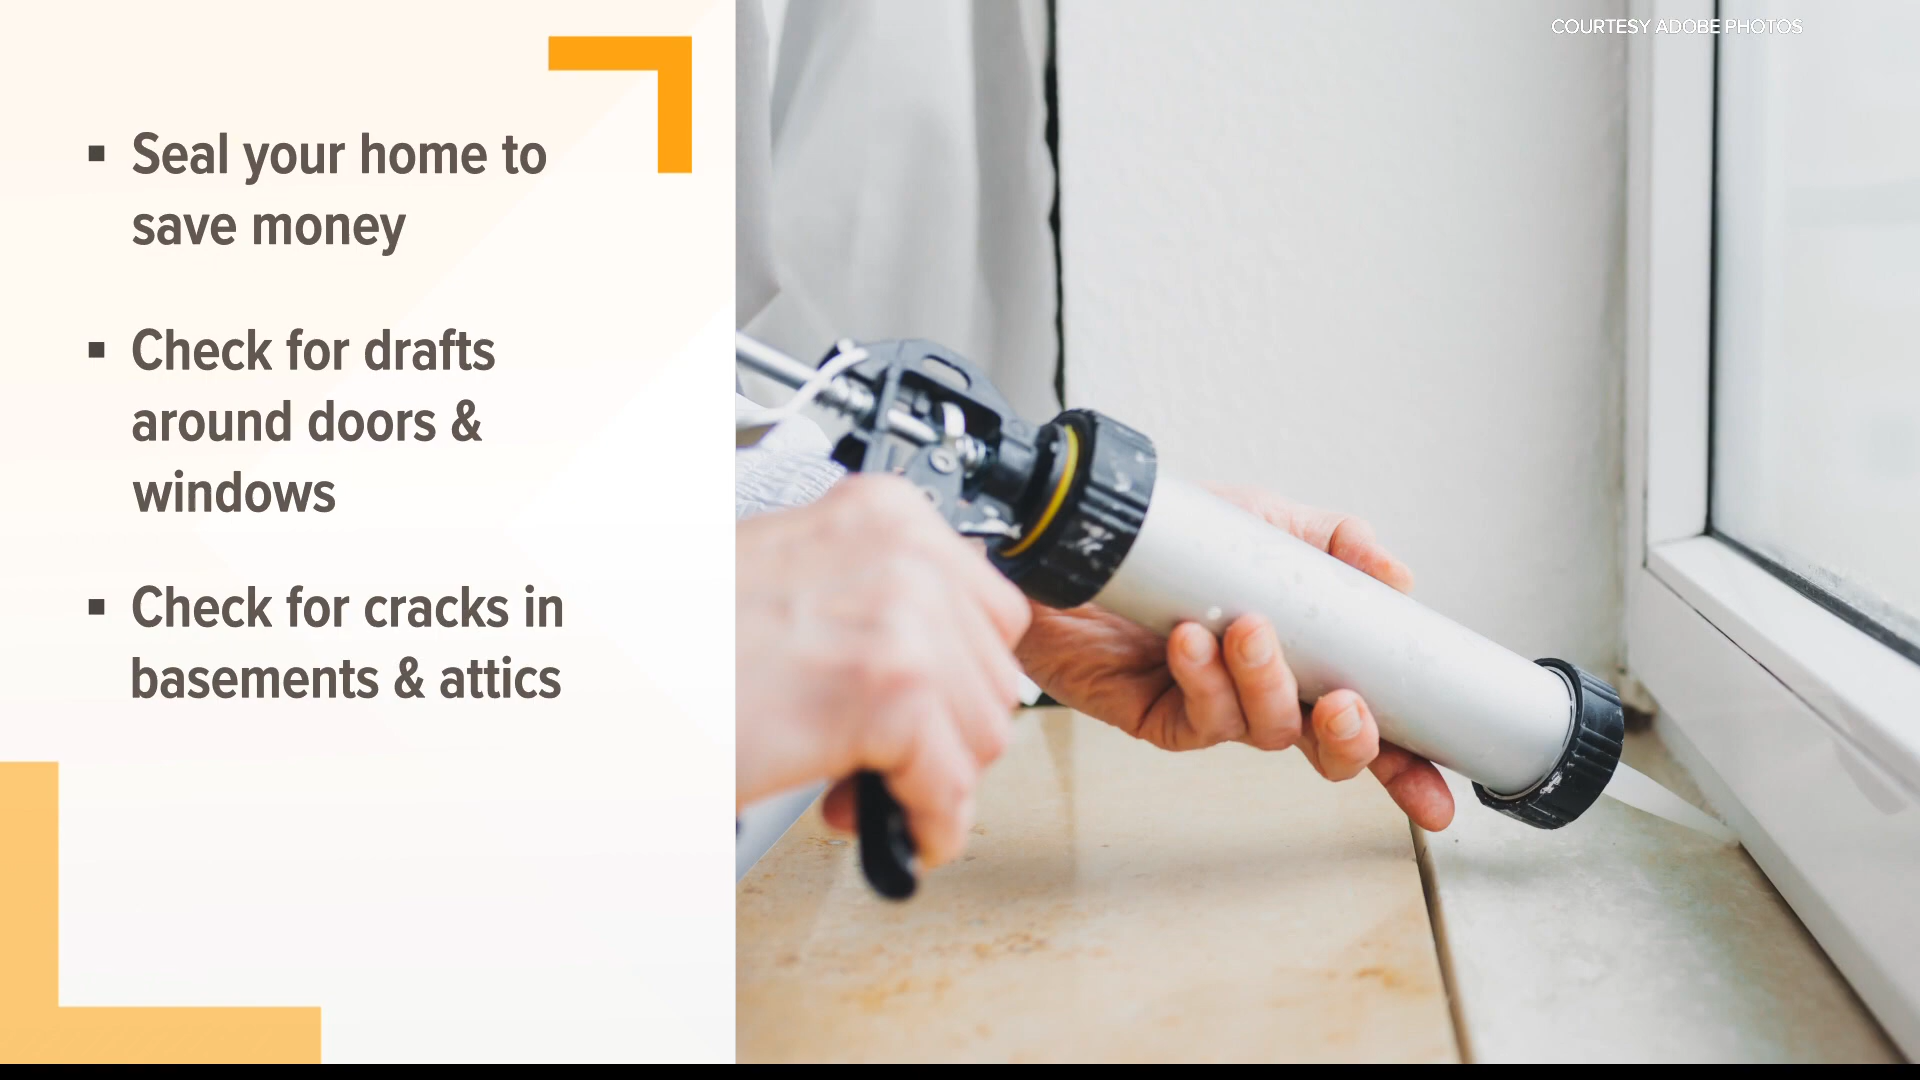 COURTESY ADOBE PHOTOS
▪ Seal your home to
save money
▪ Check for drafts
around doors &
windows
▪ Check for cracks in
basements & attics